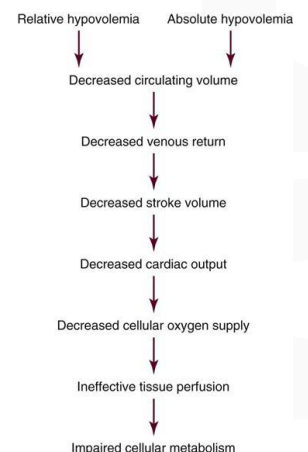 Relative hypovolemia Absolute hypovolemia
Decreased circulating volume
Decreased venous return
Decreased stroke volume
Decreased cardiac output
Decreased cellular oxygen supply
Ineffective tissue perfusion
Impaired cellular metabolism